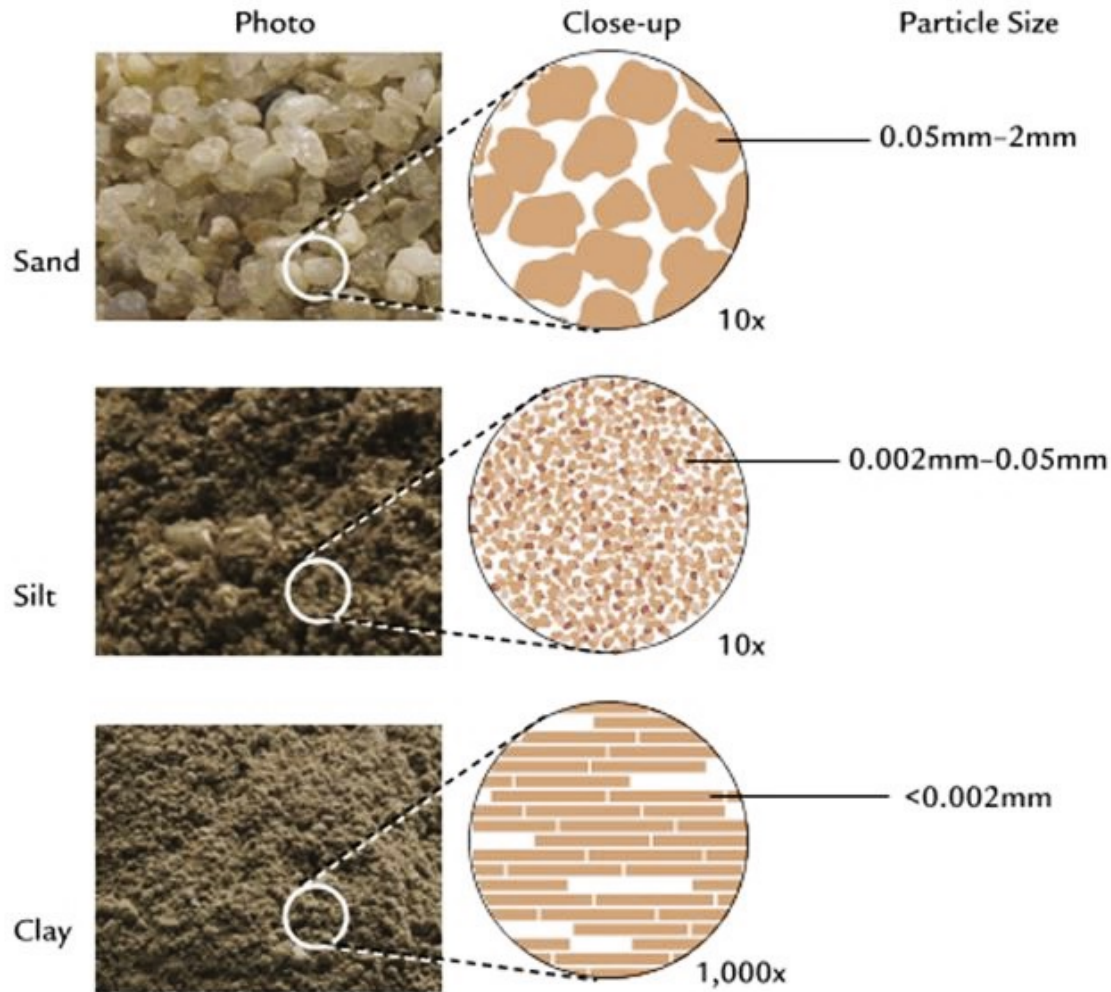 Photo Close-up Particle Size
Sand
0.05mm–2mm
10x
Silt
0.002mm–0.05mm
10x
Clay
<0.002mm
1,000x